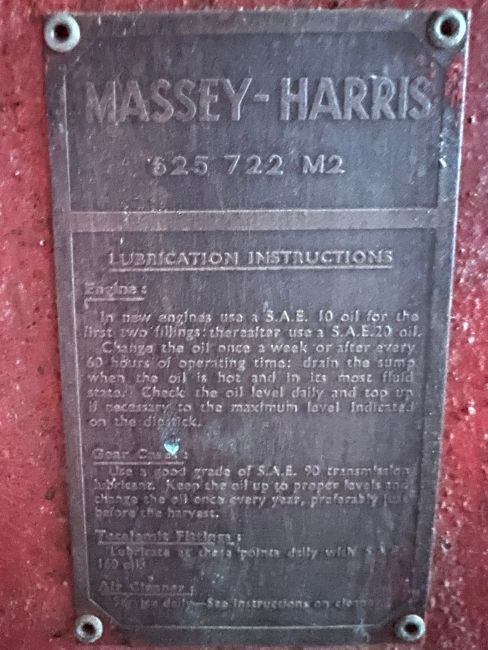 MASSEY-HARRIS
625 722 M2
LUBRICATION INSTRUCTIONS
Engine:
In new engines use a S.A.E. 10 oil for the
first two fillings: thereafter use a S.A.E.20 oil.
Change the oil once a week or after every
60 hours of operating time: drain the sump
when the oil is hot and in its most fluid
state. Check the oil level daily and top up
if necessary to the maximum level indicated
on the dipstick.
Gear Cases:
Use a good grade of S.A.E. 90 transmission
lubricant. Keep the oil up to proper levels and
change the oil once every year, preferably just
before the harvest.
Tecalemit Fittings:
Lubricate at these points daily with S.A.E.
160 oil.
Air Cleaner:
Service daily—See instructions on cleaner.